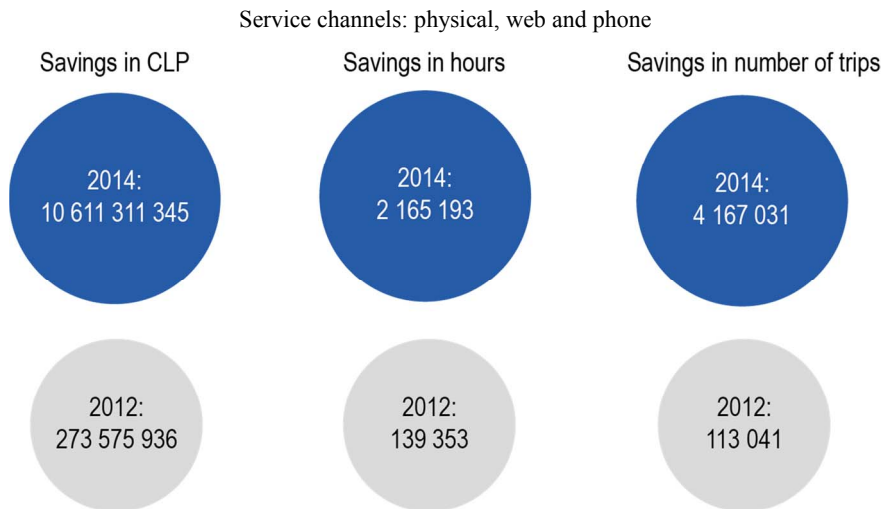 Service channels: physical, web and phone
Savings in CLP
Savings in hours
Savings in number of trips
2014:
10 611 311 345
2014:
2 165 193
2014:
4 167 031
2012:
273 575 936
2012:
139 353
2012:
113 041